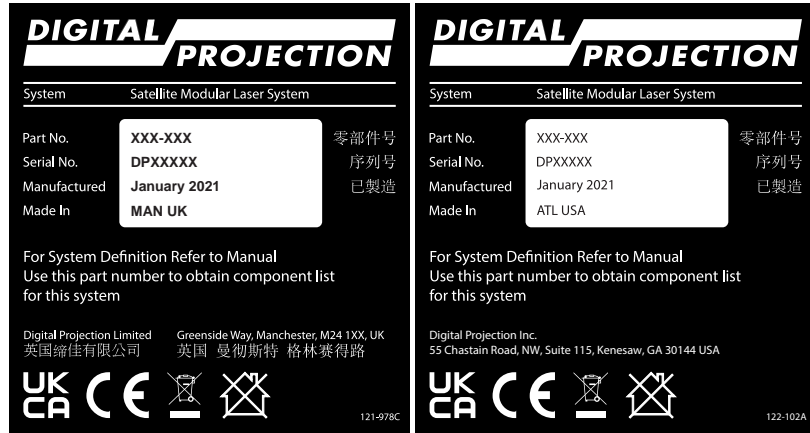 DIGITAL
PROJECTION
System Satellite Modular Laser System
Part No. XXX-XXX 零部件号
Serial No. DPXXXXX 序列号
Manufactured January 2021 已製造
Made In MAN UK
For System Definition Refer to Manual
Use this part number to obtain component list
for this system
Digital Projection Limited Greenside Way, Manchester, M24 1XX, UK
英国缔佳有限公司 英国 曼彻斯特 格林赛得路
UK
CA CE
121-978C
DIGITAL
PROJECTION
System Satellite Modular Laser System
Part No. XXX-XXX 零部件号
Serial No. DPXXXXX 序列号
Manufactured January 2021 已製造
Made In ATL USA
For System Definition Refer to Manual
Use this part number to obtain component list
for this system
Digital Projection Inc.
55 Chastain Road, NW, Suite 115, Kenesaw, GA 30144 USA
UK
CA CE
122-102A